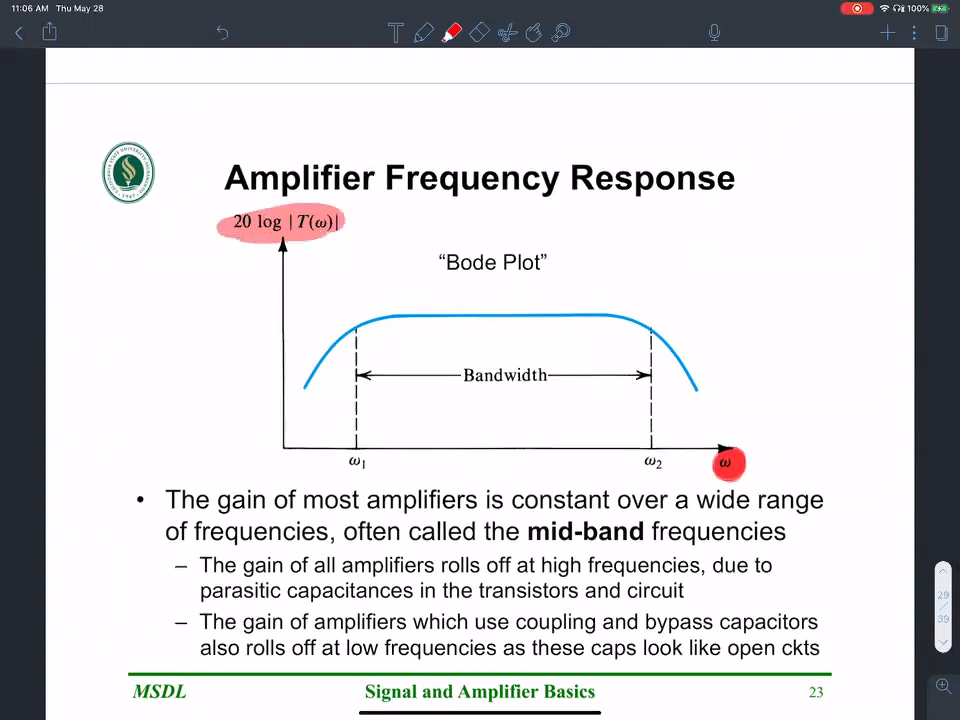 11:06 AM Thu May 28
100%
Amplifier Frequency Response
20 log |T(ω)|
“Bode Plot”
Bandwidth
ω1 ω2 ω
• The gain of most amplifiers is constant over a wide range
of frequencies, often called the mid-band frequencies
– The gain of all amplifiers rolls off at high frequencies, due to
parasitic capacitances in the transistors and circuit
– The gain of amplifiers which use coupling and bypass capacitors
also rolls off at low frequencies as these caps look like open ckts
29
/
39
MSDL Signal and Amplifier Basics 23